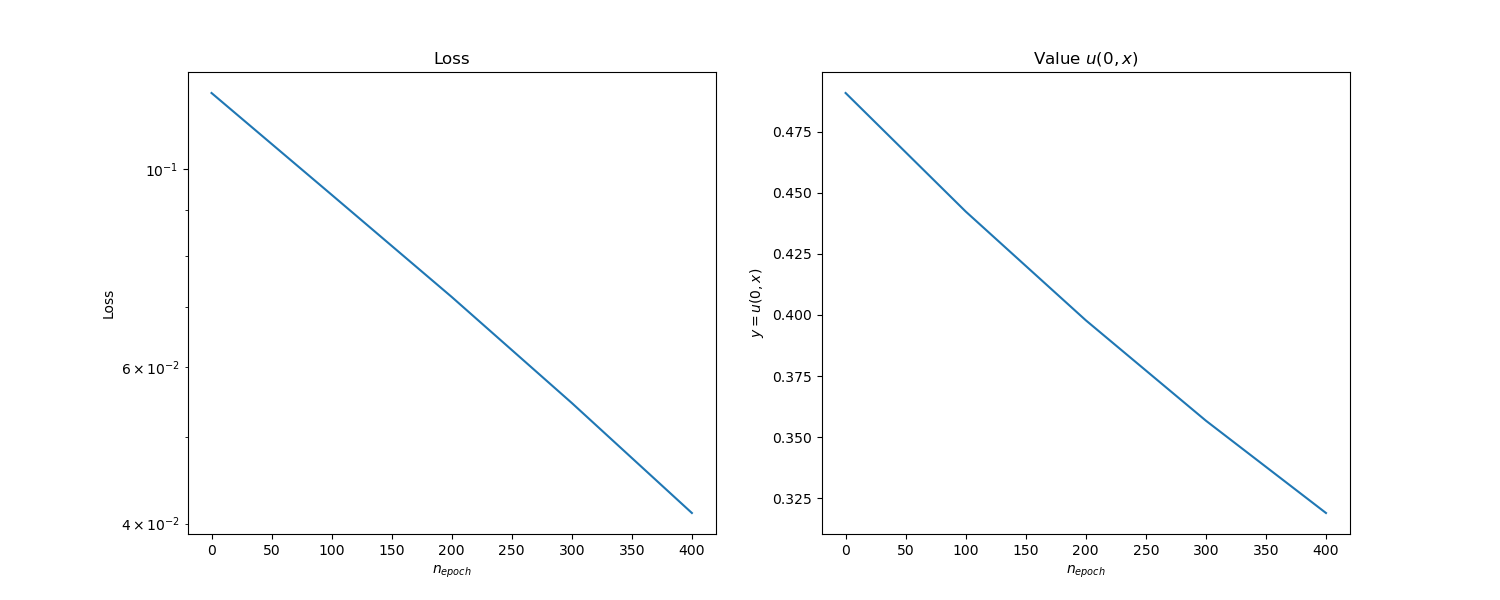 Loss
Loss
10⁻¹
6 × 10⁻²
4 × 10⁻²
0 50 100 150 200 250 300 350 400
n_epoch
Value u(0, x)
y = u(0, x)
0.475
0.450
0.425
0.400
0.375
0.350
0.325
0 50 100 150 200 250 300 350 400
n_epoch